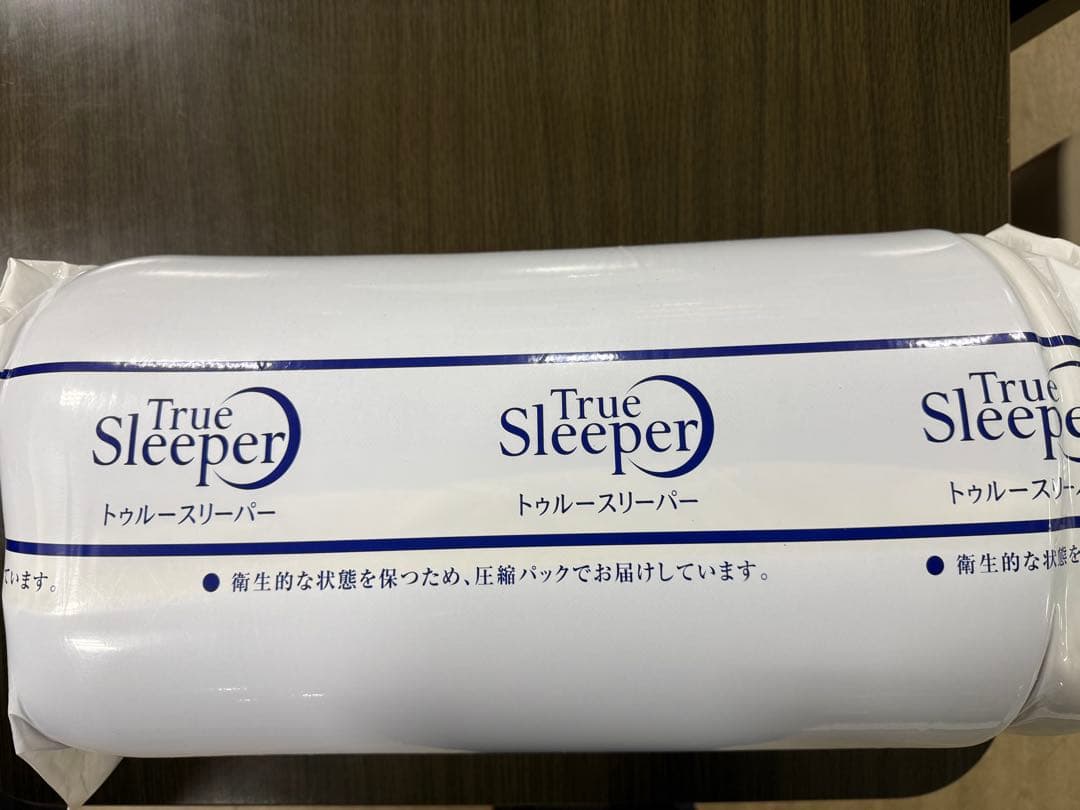 True
Sleeper
トゥルースリーパー
True
Sleeper
トゥルースリーパー
True
Sleepe
トゥルースリー
ています。
● 衛生的な状態を保つため、圧縮パックでお届けしています。
● 衛生的な状態を